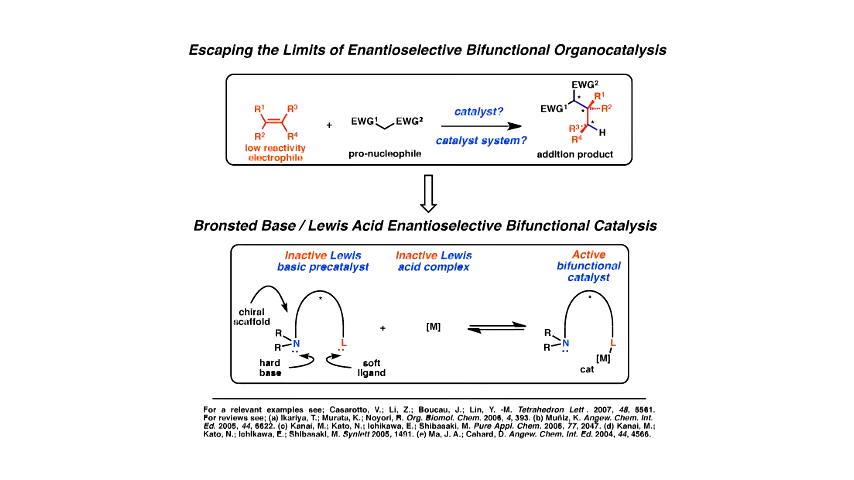 Escaping the Limits of Enantioselective Bifunctional Organocatalysis
EWG²
R¹
EWG¹
R²
R³
R⁴
H
* * *
R¹ R³
R² R⁴
+
EWG¹ EWG²
catalyst?
catalyst system?
low reactivity
electrophile
pro-nucleophile
addition product
Bronsted Base / Lewis Acid Enantioselective Bifunctional Catalysis
Inactive Lewis
basic precatalyst
Inactive Lewis
acid complex
Active
bifunctional
catalyst
chiral
scaffold
*
R
R
N
L
+
[M]
*
R
R
N
L
[M]
cat
hard
base
soft
ligand
For a relevant examples see; Casarotto, V.; Li, Z.; Boucau, J.; Lin, Y. -M. Tetrahedron Lett . 2007, 48, 5561.
For reviews see; (a) Ikariya, T.; Murata, K.; Noyori, R. Org. Biomol. Chem. 2006, 4, 393. (b) Muñiz, K. Angew. Chem. Int.
Ed. 2005, 44, 6622. (c) Kanai, M.; Kato, N.; Ichikawa, E.; Shibasaki, M. Pure Appl. Chem. 2005, 77, 2047. (d) Kanai, M.;
Kato, N.; Ichikawa, E.; Shibasaki, M. Synlett 2005, 1491. (e) Ma, J. A.; Cahard, D. Angew. Chem. Int. Ed. 2004, 44, 4566.